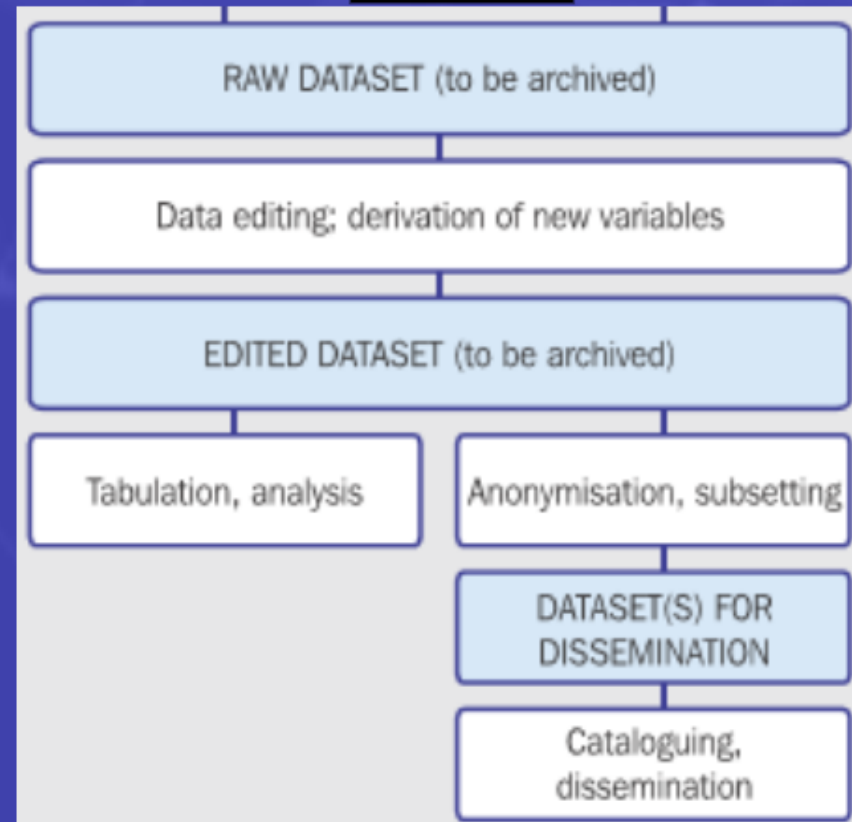 RAW DATASET (to be archived)
Data editing; derivation of new variables
EDITED DATASET (to be archived)
Tabulation, analysis
Anonymisation, subsetting
DATASET(S) FOR
DISSEMINATION
Cataloguing,
dissemination